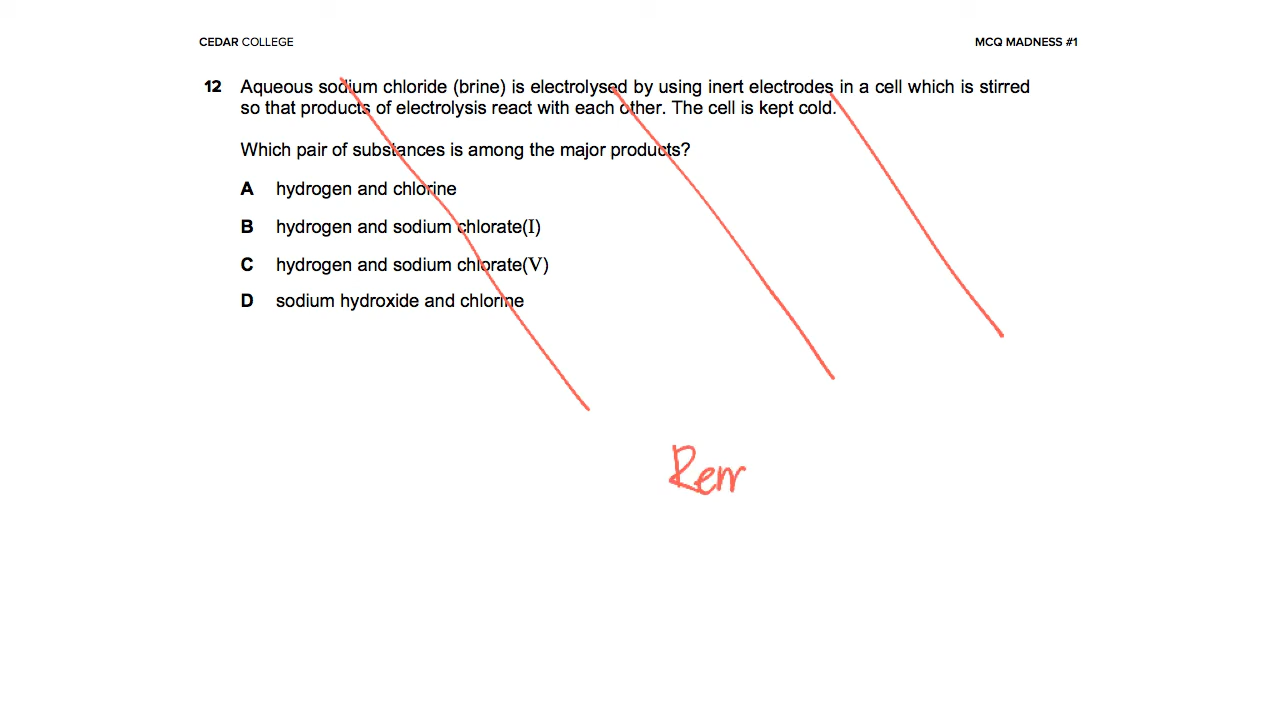 CEDAR COLLEGE MCQ MADNESS #1
12 Aqueous sodium chloride (brine) is electrolysed by using inert electrodes in a cell which is stirred
so that products of electrolysis react with each other. The cell is kept cold.
Which pair of substances is among the major products?
A hydrogen and chlorine
B hydrogen and sodium chlorate(I)
C hydrogen and sodium chlorate(V)
D sodium hydroxide and chlorine